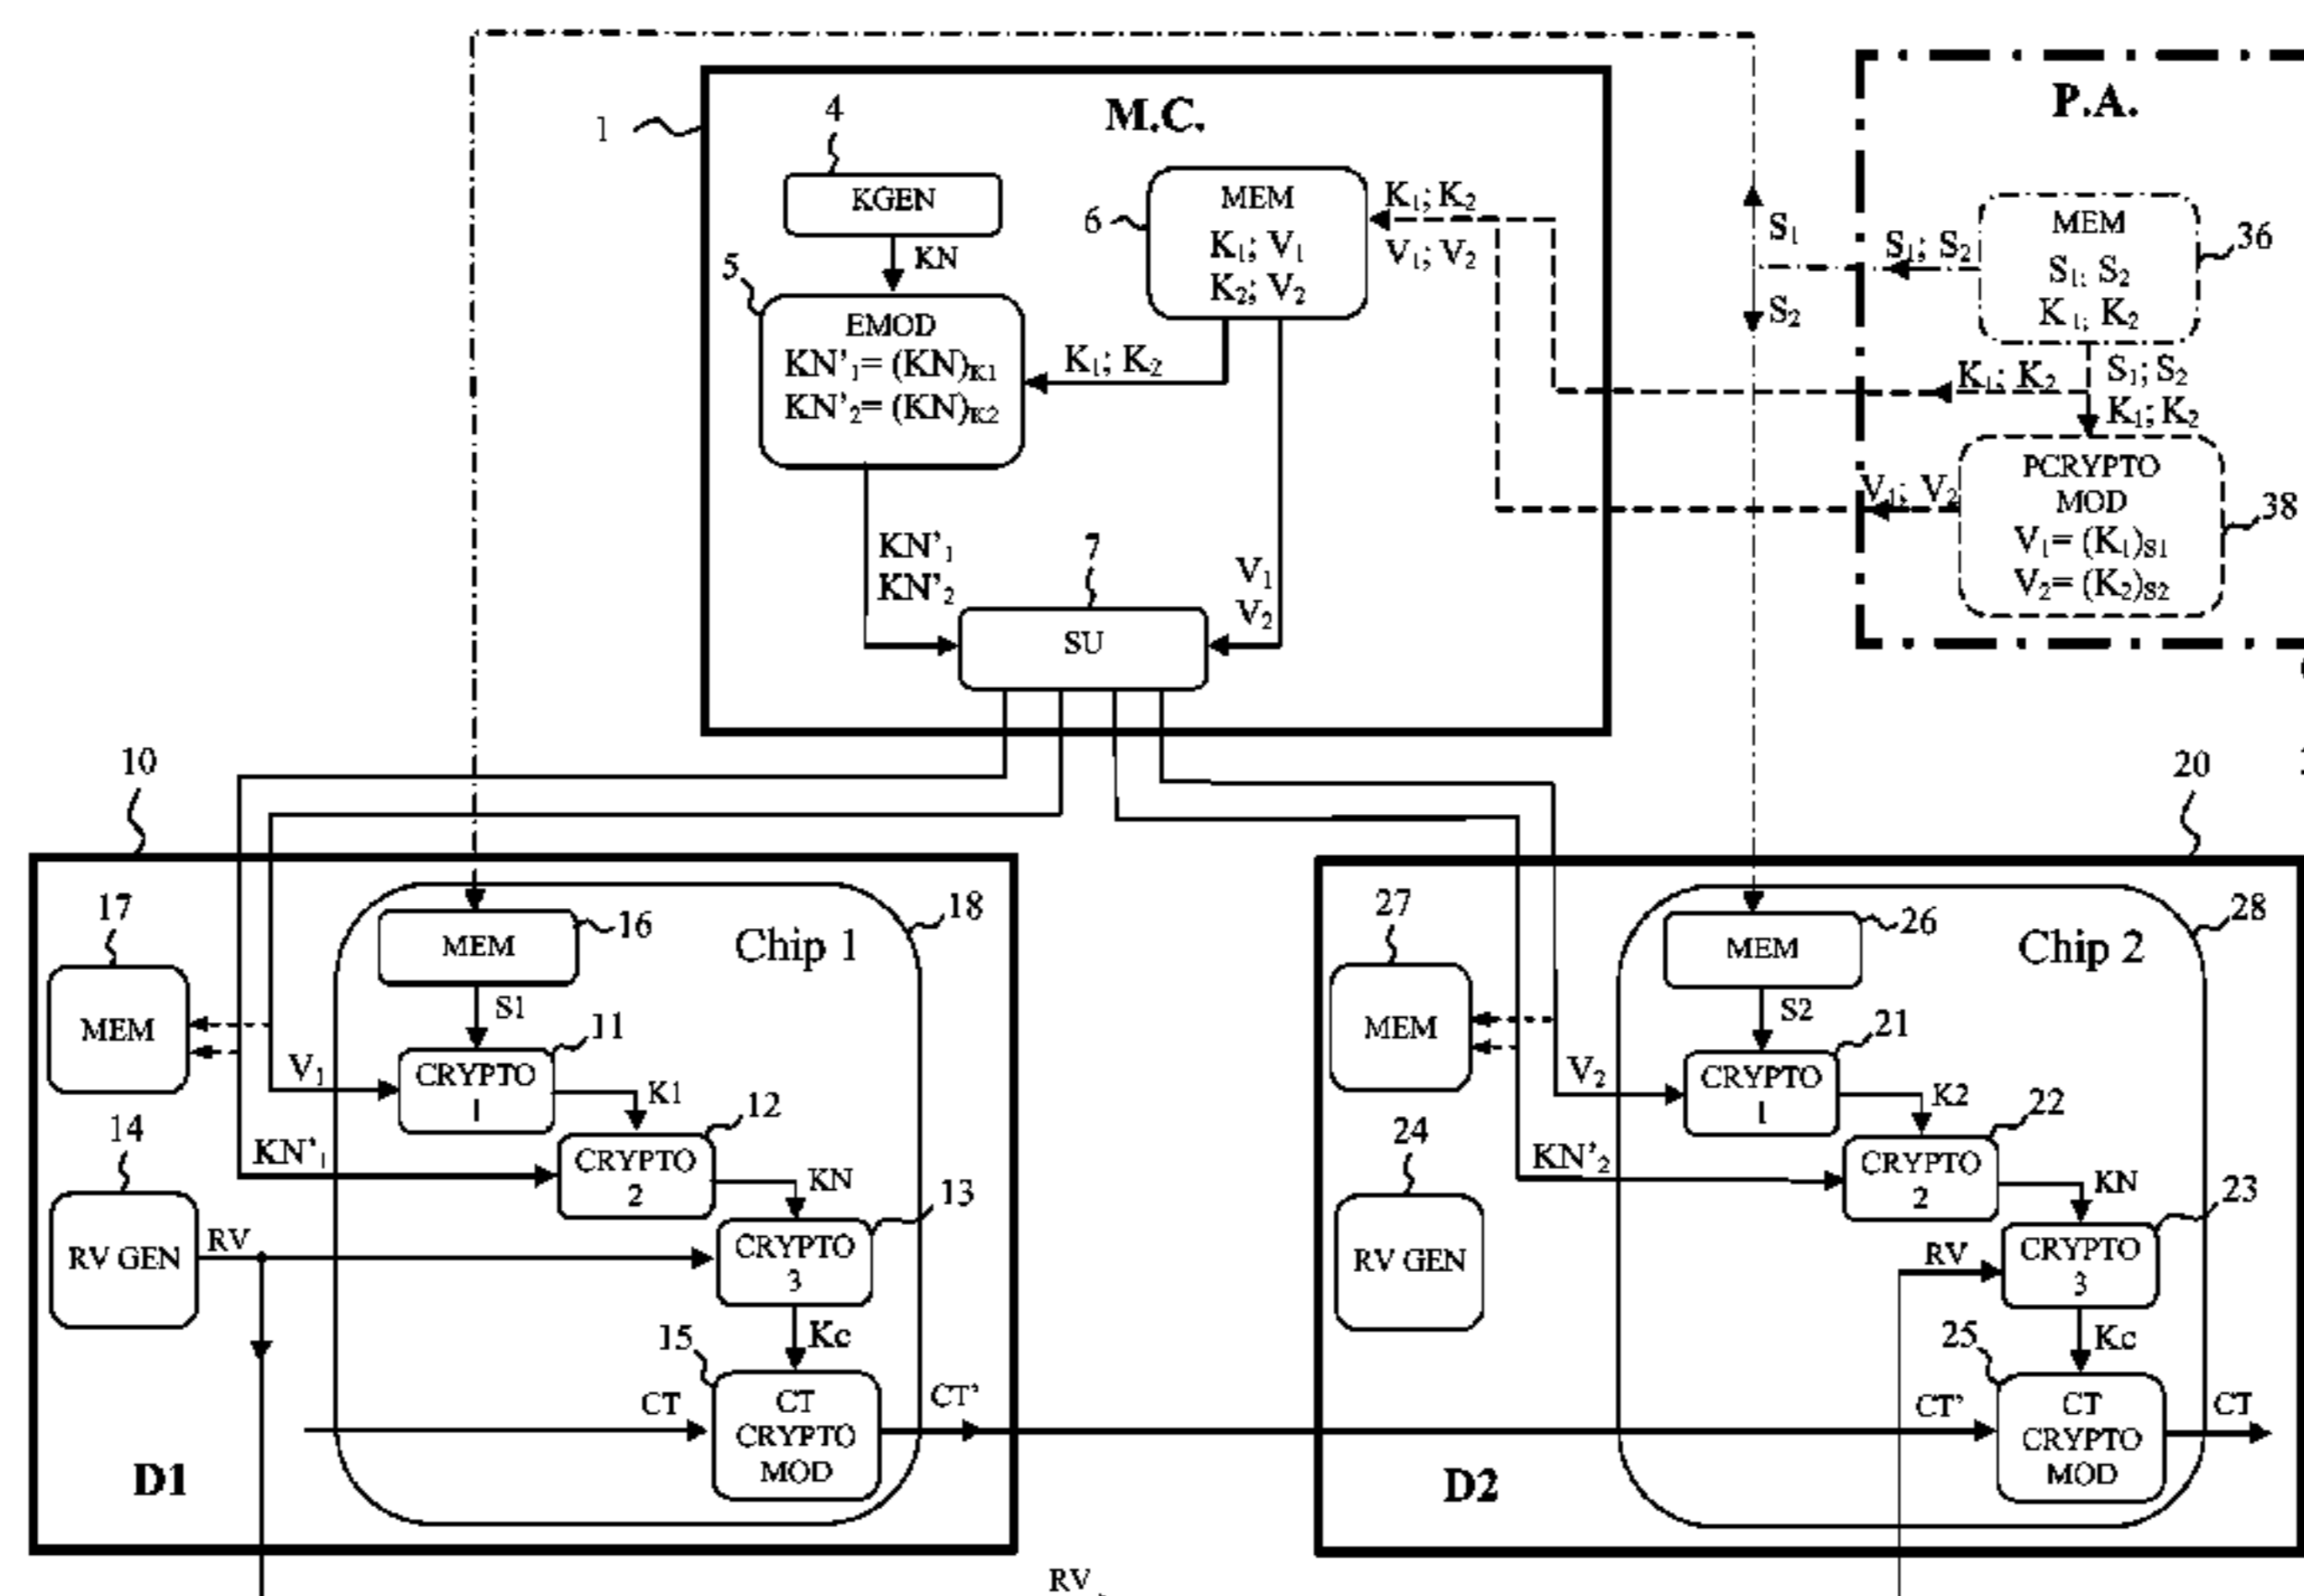 M.C.
1
4
KGEN
KN
5
EMOD
KN'₁= (KN)K1
KN'₂= (KN)K2
6
MEM
K₁; V₁
K₂; V₂
K₁; K₂
K₁; K₂
V₁; V₂
KN'₁
KN'₂
V₁
V₂
7
SU
P.A.
S₁
S₂
S₁; S₂
MEM
S₁; S₂
K₁; K₂
36
K₁; K₂
S₁; S₂
K₁; K₂
V₁; V₂
PCRYPTO
MOD
V₁= (K₁)S1
V₂= (K₂)S2
38
10
17
MEM
14
RV GEN
RV
V₁
KN'₁
MEM
16
Chip 1
18
S1
11
CRYPTO
1
K1
12
CRYPTO
2
KN
13
CRYPTO
3
Kc
15
CT
CT
CRYPTO
MOD
CT'
D1
20
27
MEM
24
RV GEN
V₂
KN'₂
MEM
26
Chip 2
28
S2
21
CRYPTO
1
K2
22
CRYPTO
2
KN
23
RV
CRYPTO
3
Kc
25
CT'
CT
CRYPTO
MOD
CT
D2
RV